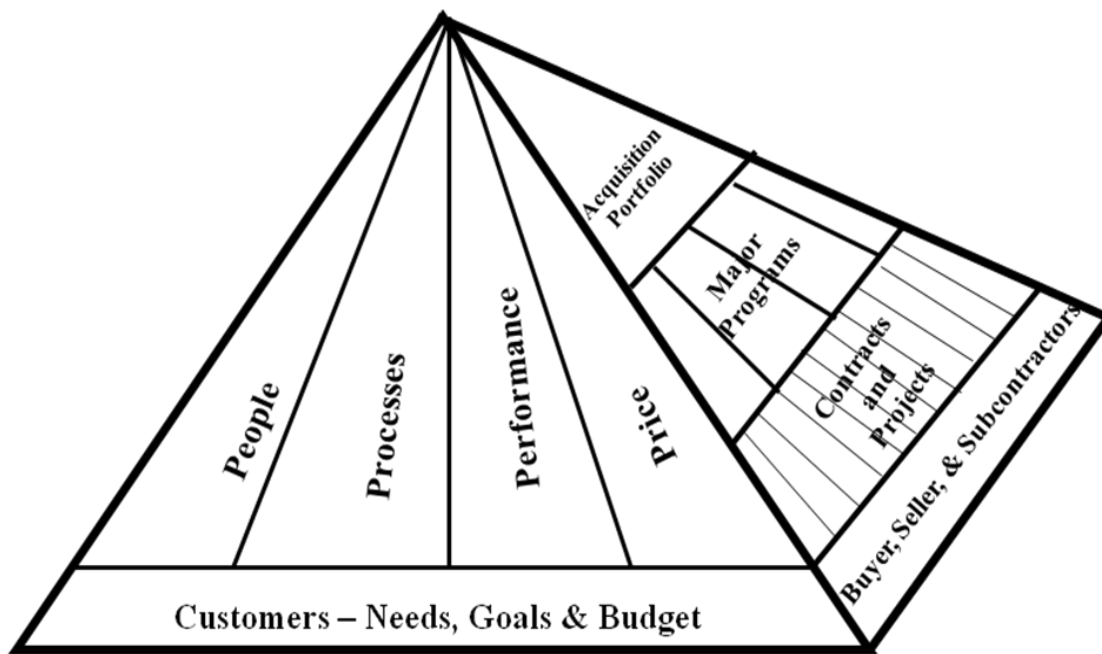 People
Processes
Performance
Price
Customers – Needs, Goals & Budget
Acquisition
Portfolio
Major
Programs
Contracts
and
Projects
Buyer, Seller, & Subcontractors